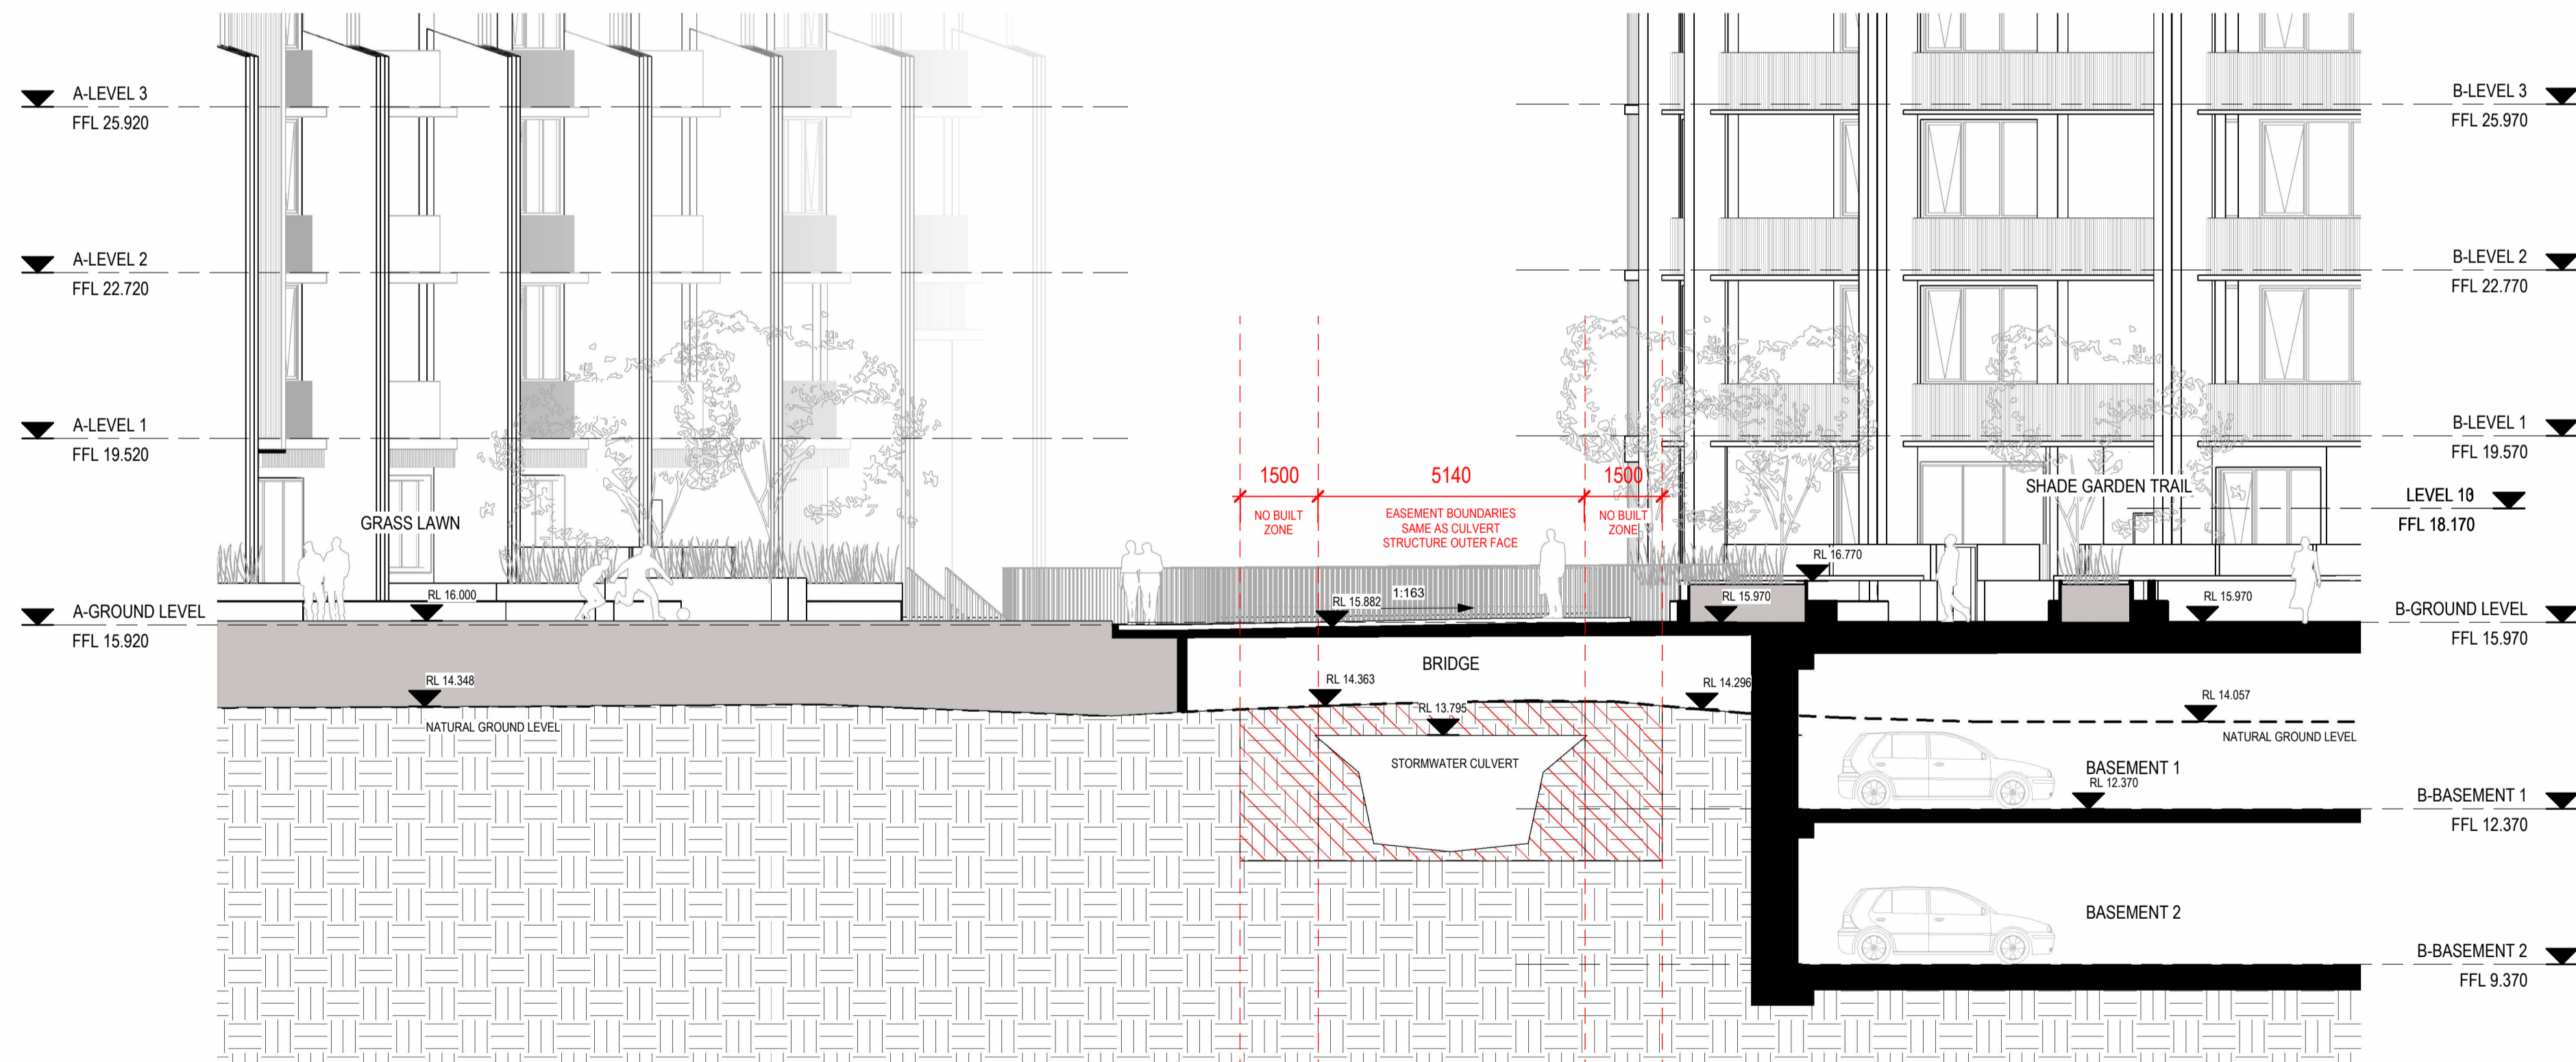 A-LEVEL 3
FFL 25.920
B-LEVEL 3
FFL 25.970
A-LEVEL 2
FFL 22.720
B-LEVEL 2
FFL 22.770
A-LEVEL 1
FFL 19.520
B-LEVEL 1
FFL 19.570
1500
5140
1500
NO BUILT
ZONE
EASEMENT BOUNDARIES
SAME AS CULVERT
STRUCTURE OUTER FACE
NO BUILT
ZONE
GRASS LAWN
SHADE GARDEN TRAIL
LEVEL
FFL 18.170
RL 16.770
RL 16.000
RL 15.882
1:163
RL 15.970
RL 15.970
A-GROUND LEVEL
FFL 15.920
B-GROUND LEVEL
FFL 15.970
BRIDGE
RL 14.348
RL 14.363
RL 14.296
RL 14.057
RL 13.795
NATURAL GROUND LEVEL
NATURAL GROUND LEVEL
STORMWATER CULVERT
BASEMENT 1
RL 12.370
B-BASEMENT 1
FFL 12.370
BASEMENT 2
B-BASEMENT 2
FFL 9.370